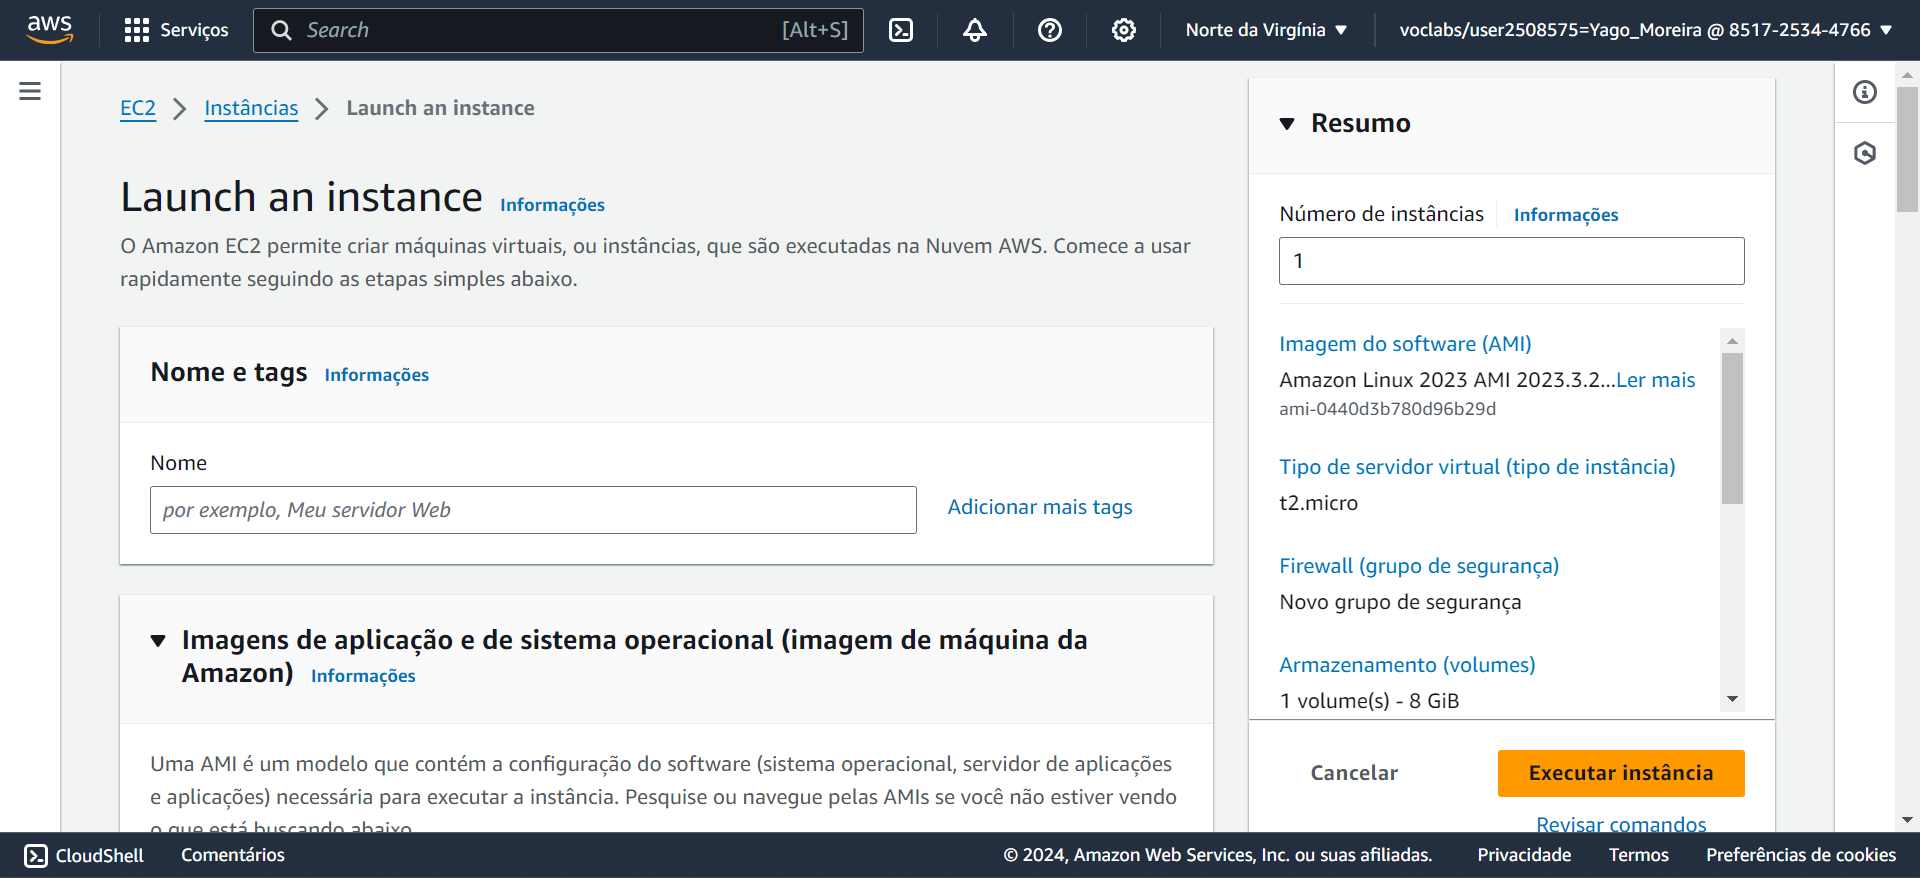 aws
Serviços
Search
[Alt+S]
Norte da Virgínia
voclabs/user2508575=Yago_Moreira @ 8517-2534-4766
EC2
Instâncias
Launch an instance
Launch an instance
Informações
O Amazon EC2 permite criar máquinas virtuais, ou instâncias, que são executadas na Nuvem AWS. Comece a usar
rapidamente seguindo as etapas simples abaixo.
Nome e tags
Informações
Nome
por exemplo, Meu servidor Web
Adicionar mais tags
Imagens de aplicação e de sistema operacional (imagem de máquina da
Amazon)
Informações
Uma AMI é um modelo que contém a configuração do software (sistema operacional, servidor de aplicações
e aplicações) necessária para executar a instância. Pesquise ou navegue pelas AMIs se você não estiver vendo
o que está buscando abaixo
Resumo
Número de instâncias
Informações
1
Imagem do software (AMI)
Amazon Linux 2023 AMI 2023.3.2...Ler mais
ami-0440d3b780d96b29d
Tipo de servidor virtual (tipo de instância)
t2.micro
Firewall (grupo de segurança)
Novo grupo de segurança
Armazenamento (volumes)
1 volume(s) - 8 GiB
Cancelar
Executar instância
Revisar comandos
CloudShell
Comentários
© 2024, Amazon Web Services, Inc. ou suas afiliadas.
Privacidade
Termos
Preferências de cookies